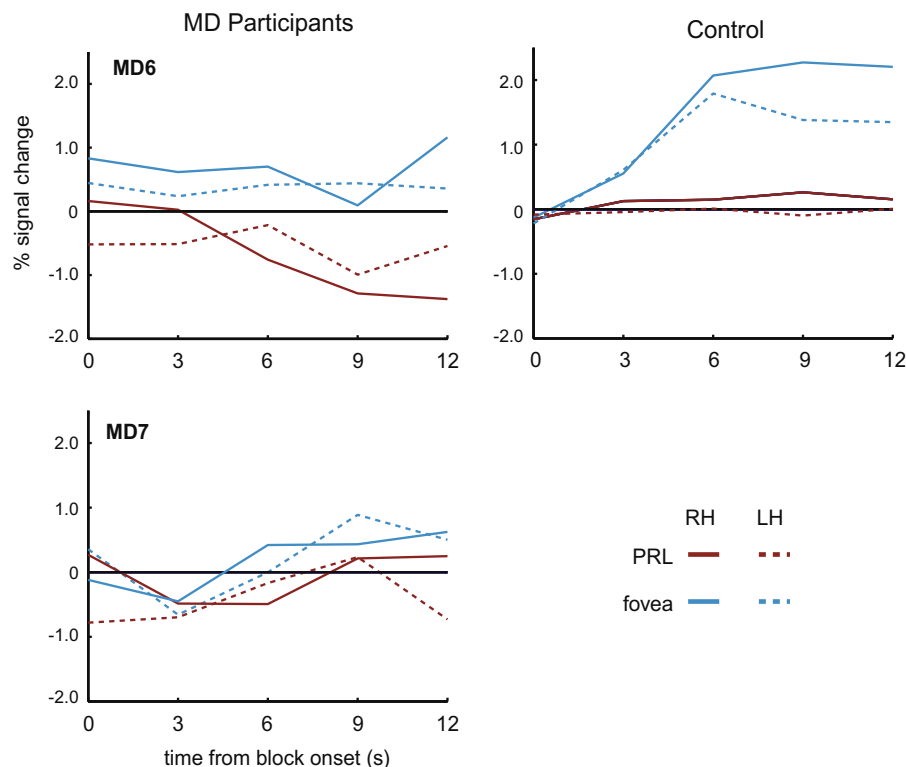 MD Participants
Control
MD6
2.0
1.0
0
-1.0
-2.0
% signal change
0 3 6 9 12
2.0
1.0
0
-1.0
-2.0
0 3 6 9 12
MD7
2.0
1.0
0
-1.0
-2.0
0 3 6 9 12
time from block onset (s)
RH LH
PRL
fovea